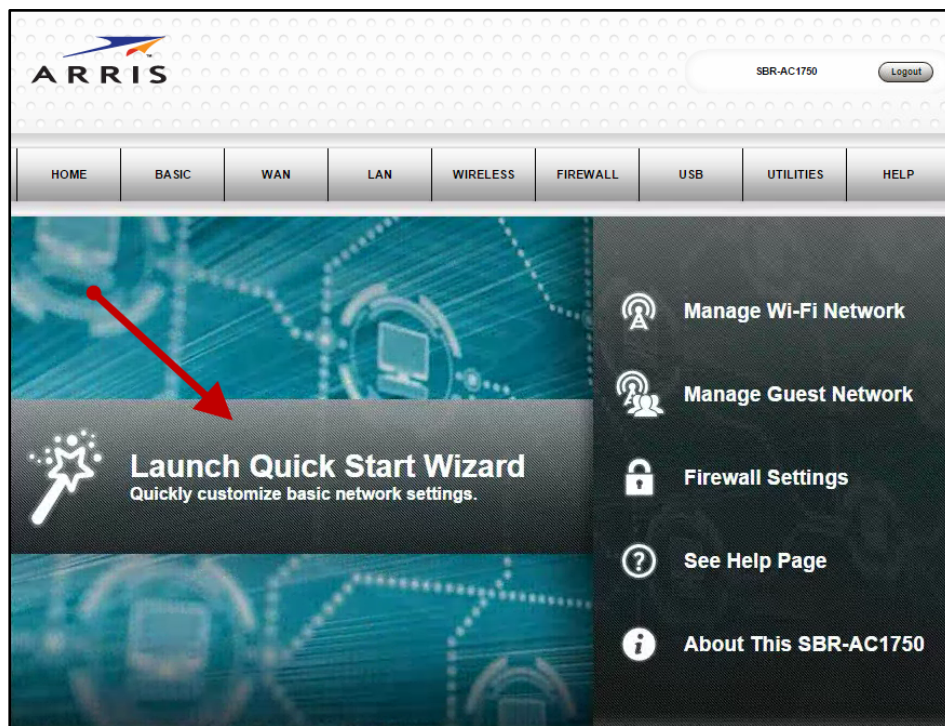 ARRIS
SBR-AC1750
Logout
HOME
BASIC
WAN
LAN
WIRELESS
FIREWALL
USB
UTILITIES
HELP
Launch Quick Start Wizard
Quickly customize basic network settings.
Manage Wi-Fi Network
Manage Guest Network
Firewall Settings
See Help Page
About This SBR-AC1750